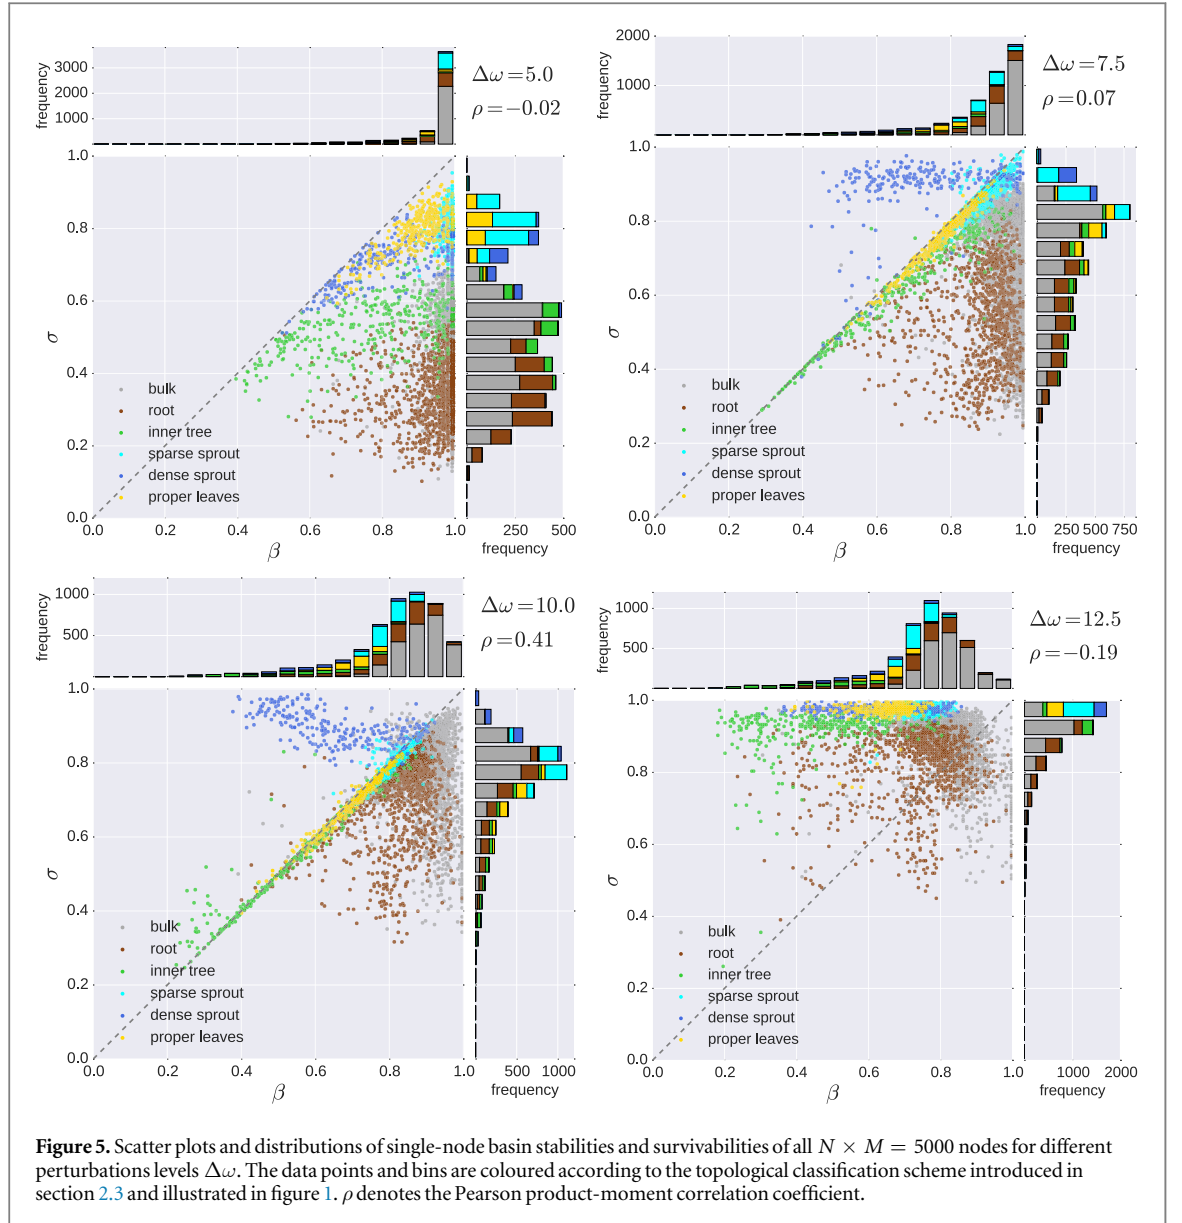 frequency
3000
2000
1000
Δω=5.0
ρ=−0.02
1.0
0.8
0.6
σ
0.4
bulk
root
inner tree
0.2
sparse sprout
dense sprout
proper leaves
0.0
0.0 0.2 0.4 0.6 0.8 1.0
β
250 500
frequency
frequency
2000
1000
Δω=7.5
ρ=0.07
1.0
0.8
0.6
σ
0.4
bulk
root
inner tree
0.2
sparse sprout
dense sprout
proper leaves
0.0
0.0 0.2 0.4 0.6 0.8 1.0
β
250 500 750
frequency
frequency
1000
500
Δω=10.0
ρ=0.41
1.0
0.8
0.6
σ
0.4
bulk
root
inner tree
0.2
sparse sprout
dense sprout
proper leaves
0.0
0.0 0.2 0.4 0.6 0.8 1.0
β
500 1000
frequency
frequency
1000
500
Δω=12.5
ρ=−0.19
1.0
0.8
0.6
σ
0.4
bulk
root
inner tree
0.2
sparse sprout
dense sprout
proper leaves
0.0
0.0 0.2 0.4 0.6 0.8 1.0
β
1000 2000
frequency
Figure 5. Scatter plots and distributions of single-node basin stabilities and survivabilities of all N × M = 5000 nodes for different
perturbations levels Δω. The data points and bins are coloured according to the topological classification scheme introduced in
section 2.3 and illustrated in figure 1. ρ denotes the Pearson product-moment correlation coefficient.